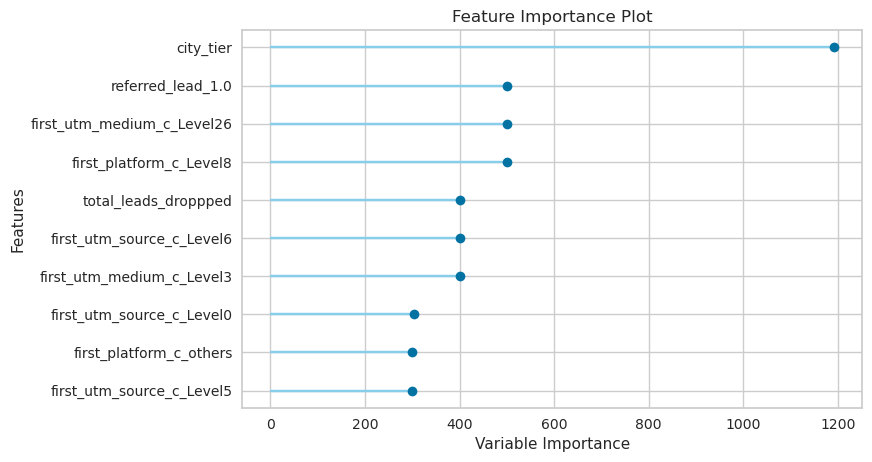 Feature Importance Plot
city_tier
referred_lead_1.0
first_utm_medium_c_Level26
first_platform_c_Level8
total_leads_droppped
first_utm_source_c_Level6
first_utm_medium_c_Level3
first_utm_source_c_Level0
first_platform_c_others
first_utm_source_c_Level5
Features
0 200 400 600 800 1000 1200
Variable Importance